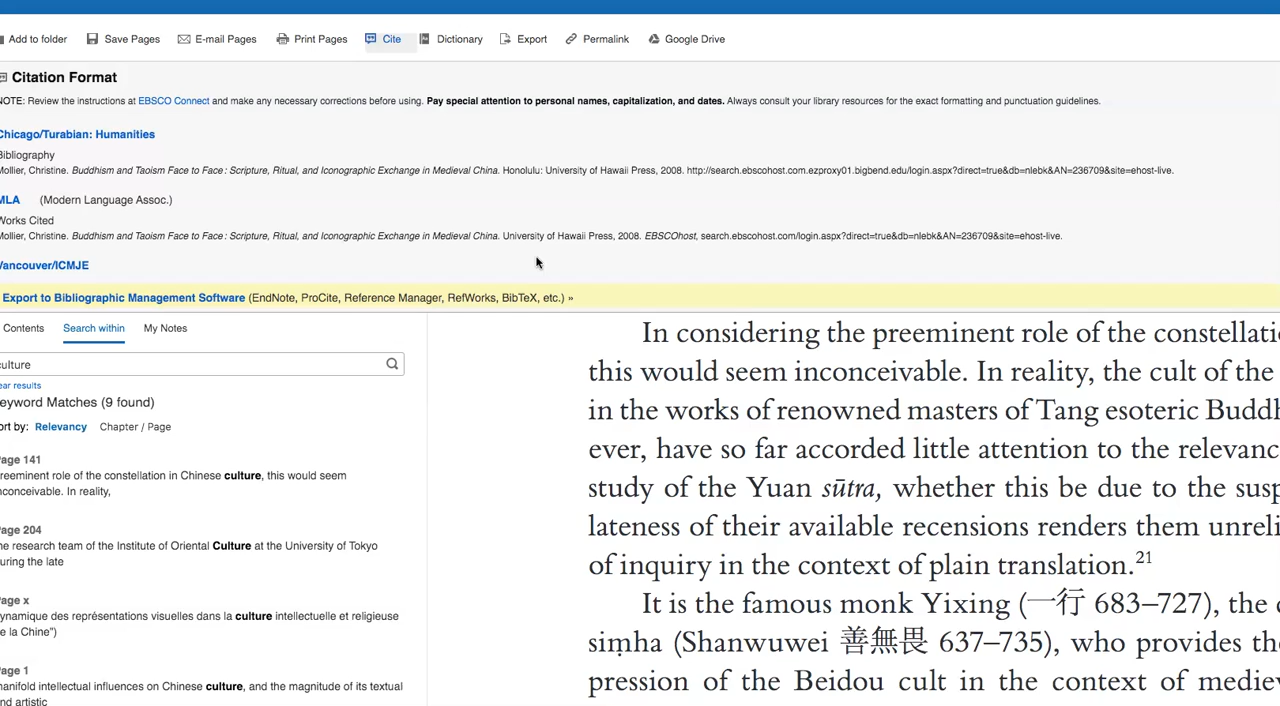 Add to folder Save Pages E-mail Pages Print Pages Cite Dictionary Export Permalink Google Drive
Citation Format
NOTE: Review the instructions at EBSCO Connect and make any necessary corrections before using. Pay special attention to personal names, capitalization, and dates. Always consult your library resources for the exact formatting and punctuation guidelines.
Chicago/Turabian: Humanities
Bibliography
Mollier, Christine. Buddhism and Taoism Face to Face : Scripture, Ritual, and Iconographic Exchange in Medieval China. Honolulu: University of Hawaii Press, 2008. http://search.ebscohost.com.ezproxy01.bigbend.edu/login.aspx?direct=true&db=nlebk&AN=236709&site=ehost-live.
MLA (Modern Language Assoc.)
Works Cited
Mollier, Christine. Buddhism and Taoism Face to Face : Scripture, Ritual, and Iconographic Exchange in Medieval China. University of Hawaii Press, 2008. EBSCOhost, search.ebscohost.com/login.aspx?direct=true&db=nlebk&AN=236709&site=ehost-live.
Vancouver/ICMJE
Export to Bibliographic Management Software (EndNote, ProCite, Reference Manager, RefWorks, BibTeX, etc.) »
Contents Search within My Notes
culture
ear results
eyword Matches (9 found)
ort by: Relevancy Chapter / Page
age 141
reeminent role of the constellation in Chinese culture, this would seem
nconceivable. In reality,
age 204
he research team of the Institute of Oriental Culture at the University of Tokyo
uring the late
age x
ynamique des représentations visuelles dans la culture intellectuelle et religieuse
e la Chine")
age 1
manifold intellectual influences on Chinese culture, and the magnitude of its textual
nd artistic
In considering the preeminent role of the constellati
this would seem inconceivable. In reality, the cult of the
in the works of renowned masters of Tang esoteric Buddh
ever, have so far accorded little attention to the relevanc
study of the Yuan sūtra, whether this be due to the susp
lateness of their available recensions renders them unreli
of inquiry in the context of plain translation.21
It is the famous monk Yixing (一行 683–727), the
siṃha (Shanwuwei 善無畏 637–735), who provides the
pression of the Beidou cult in the context of mediev